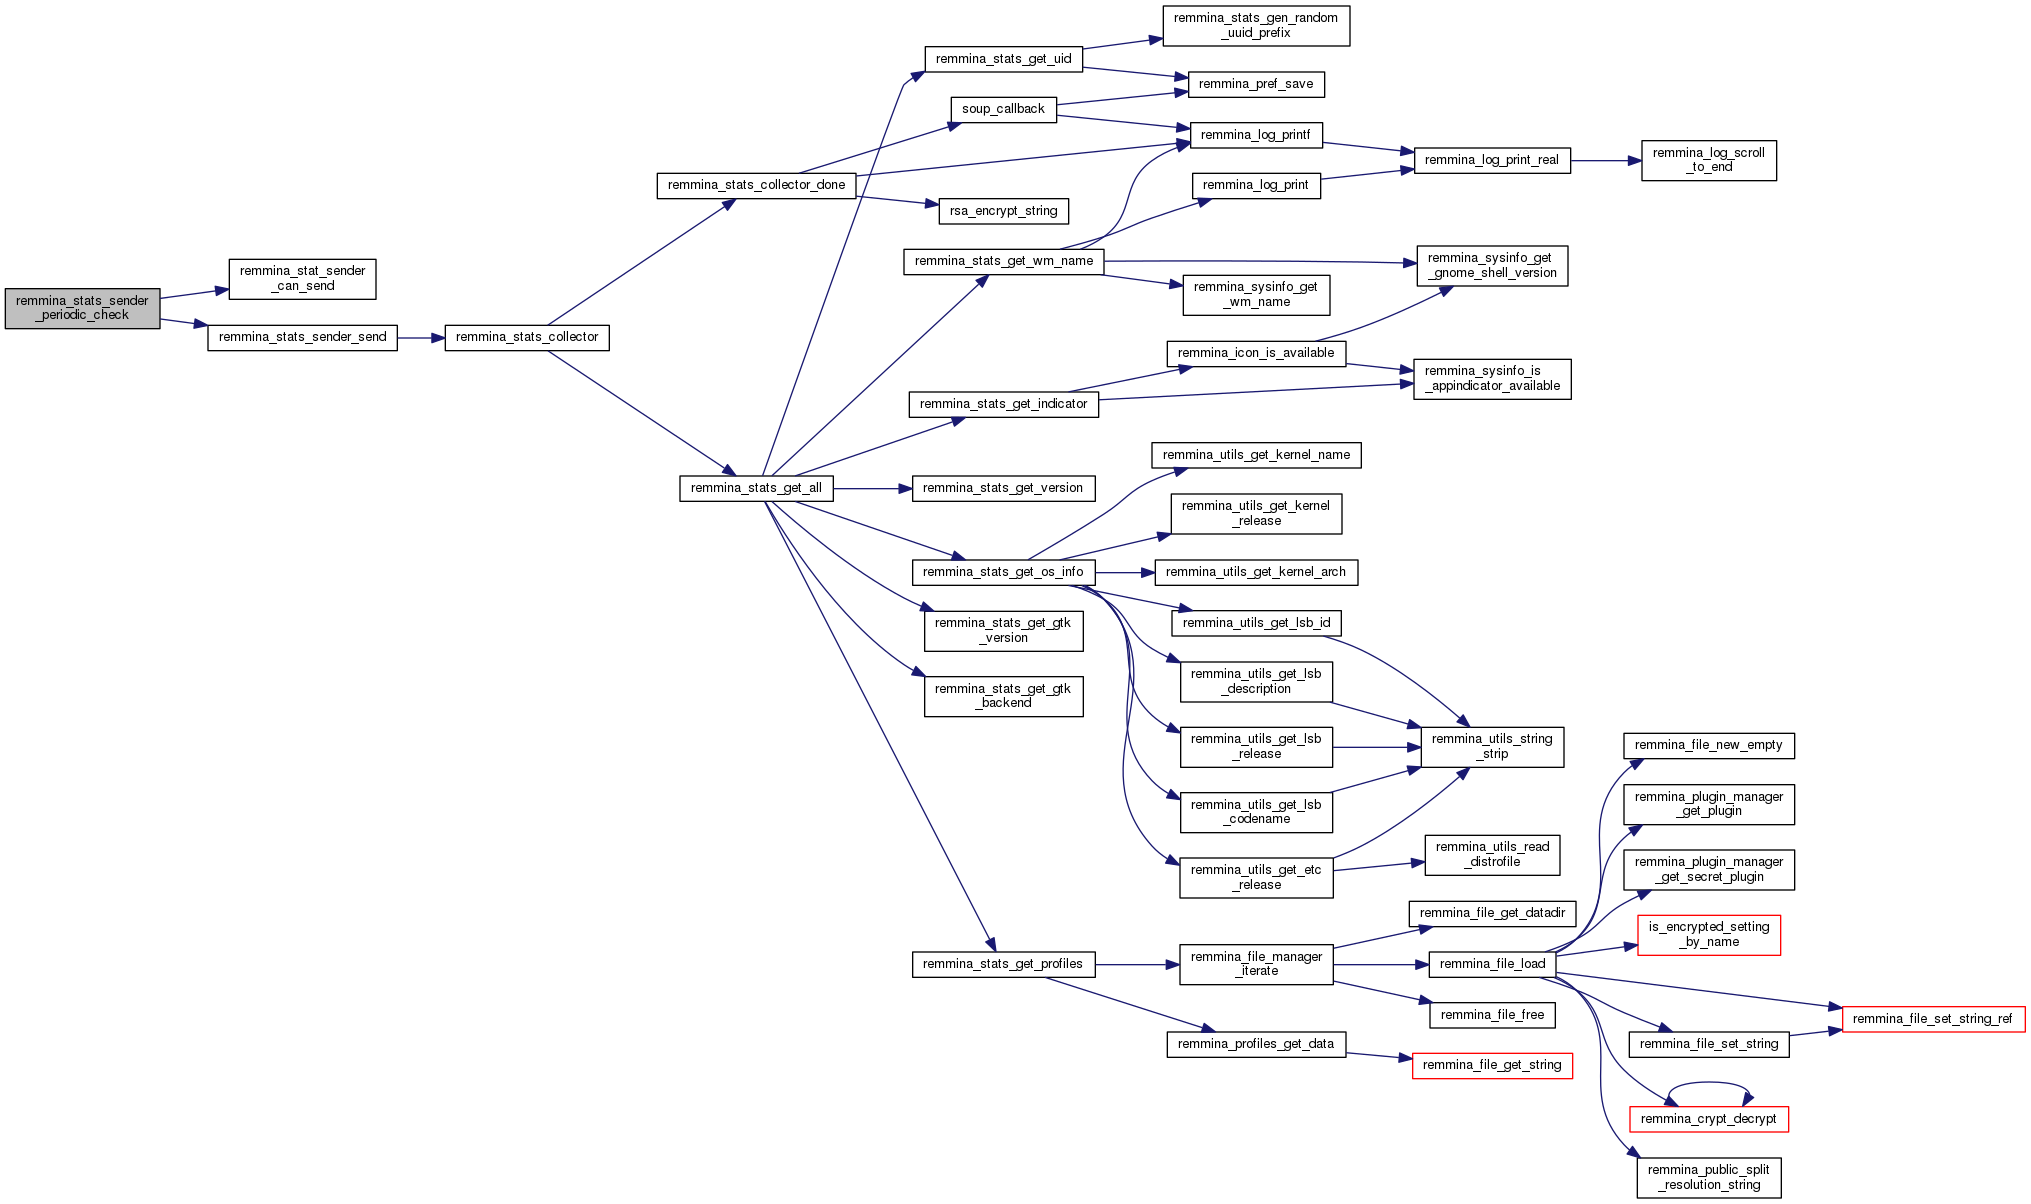 remmina_stats_sender
_periodic_check
remmina_stat_sender
_can_send
remmina_stats_sender_send
remmina_stats_collector
remmina_stats_collector_done
remmina_stats_get_all
remmina_stats_get_uid
soup_callback
rsa_encrypt_string
remmina_stats_get_wm_name
remmina_stats_get_indicator
remmina_stats_get_version
remmina_stats_get_os_info
remmina_stats_get_gtk
_version
remmina_stats_get_gtk
_backend
remmina_stats_get_profiles
remmina_stats_gen_random
_uuid_prefix
remmina_pref_save
remmina_log_printf
remmina_log_print
remmina_sysinfo_get
_wm_name
remmina_icon_is_available
remmina_utils_get_kernel_name
remmina_utils_get_kernel
_release
remmina_utils_get_kernel_arch
remmina_utils_get_lsb_id
remmina_utils_get_lsb
_description
remmina_utils_get_lsb
_release
remmina_utils_get_lsb
_codename
remmina_utils_get_etc
_release
remmina_file_manager
_iterate
remmina_profiles_get_data
remmina_log_print_real
remmina_sysinfo_get
_gnome_shell_version
remmina_sysinfo_is
_appindicator_available
remmina_utils_string
_strip
remmina_utils_read
_distrofile
remmina_file_get_datadir
remmina_file_load
remmina_file_free
remmina_file_get_string
remmina_log_scroll
_to_end
remmina_file_new_empty
remmina_plugin_manager
_get_plugin
remmina_plugin_manager
_get_secret_plugin
is_encrypted_setting
_by_name
remmina_file_set_string
remmina_crypt_decrypt
remmina_public_split
_resolution_string
remmina_file_set_string_ref